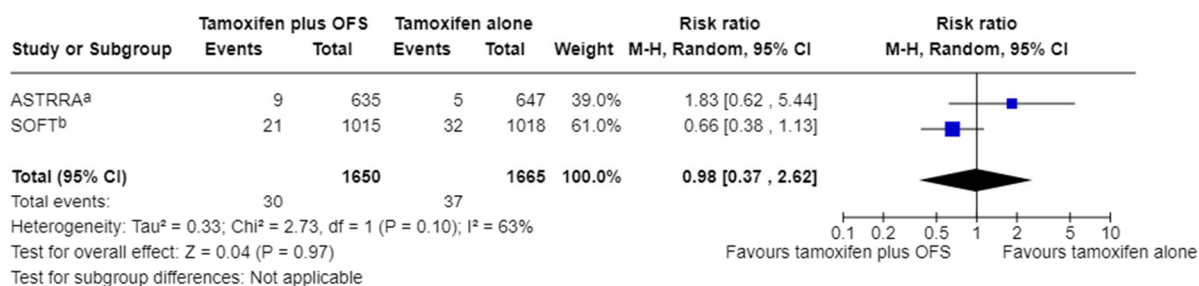 Tamoxifen plus OFS Tamoxifen alone Risk ratio Risk ratio
Study or Subgroup Events Total Events Total Weight M-H, Random, 95% CI M-H, Random, 95% CI
ASTRRAᵃ 9 635 5 647 39.0% 1.83 [0.62 , 5.44]
SOFTᵇ 21 1015 32 1018 61.0% 0.66 [0.38 , 1.13]
Total (95% CI) 1650 1665 100.0% 0.98 [0.37 , 2.62]
Total events: 30 37
Heterogeneity: Tau² = 0.33; Chi² = 2.73, df = 1 (P = 0.10); I² = 63%
0.1 0.2 0.5 1 2 5 10
Test for overall effect: Z = 0.04 (P = 0.97)
Favours tamoxifen plus OFS Favours tamoxifen alone
Test for subgroup differences: Not applicable